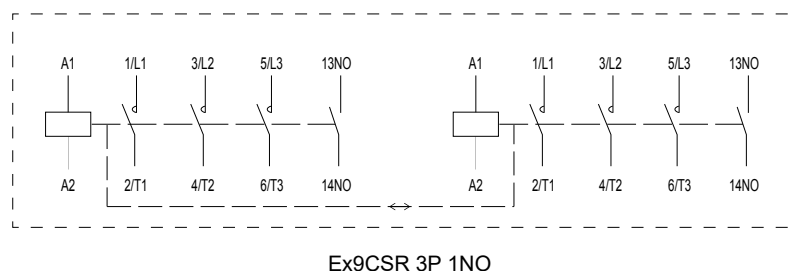 A1 1/L1 3/L2 5/L3 13NO A1 1/L1 3/L2 5/L3 13NO
A2 2/T1 4/T2 6/T3 14NO A2 2/T1 4/T2 6/T3 14NO
Ex9CSR 3P 1NO